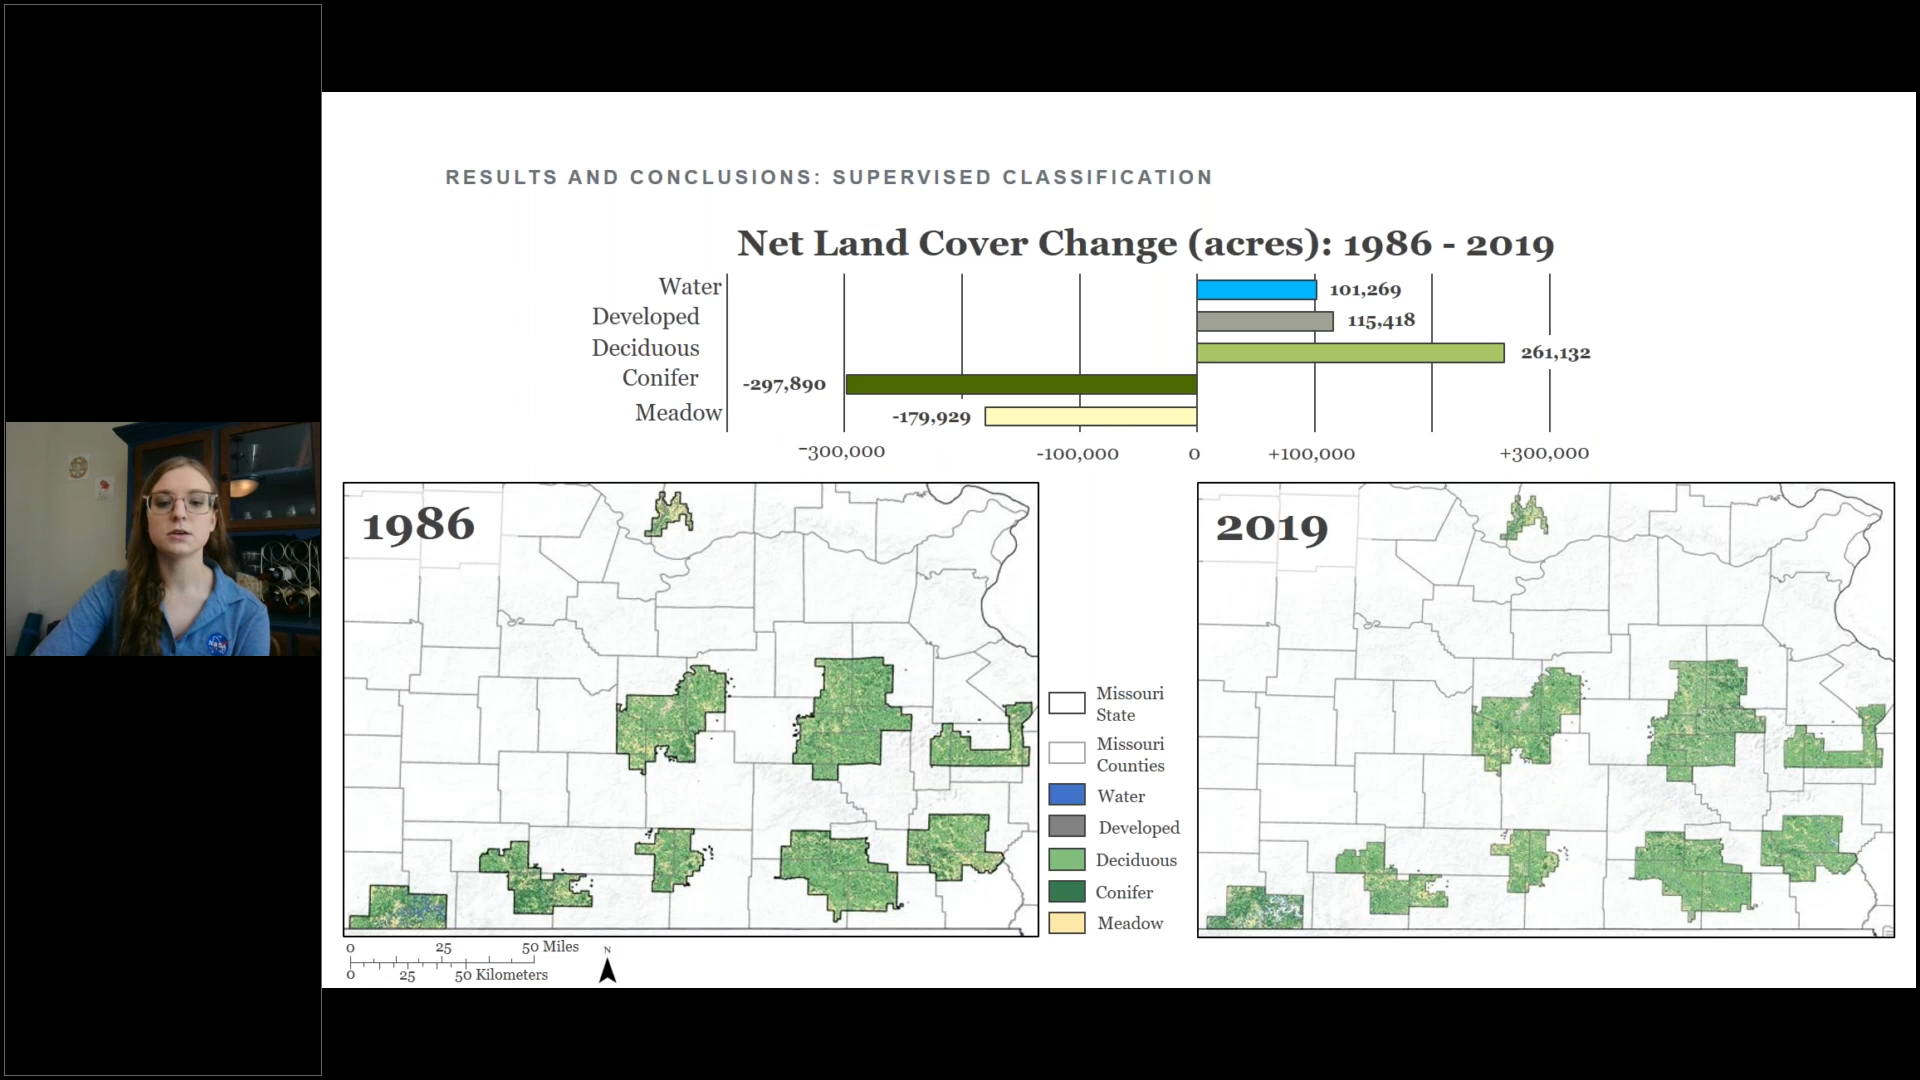 RESULTS AND CONCLUSIONS: SUPERVISED CLASSIFICATION
Net Land Cover Change (acres): 1986 - 2019
Water
101,269
Developed
115,418
Deciduous
261,132
Conifer
-297,890
Meadow
-179,929
-300,000
-100,000
0
+100,000
+300,000
1986
2019
Missouri
State
Missouri
Counties
Water
Developed
Deciduous
Conifer
Meadow
0 25 50 Miles
0 25 50 Kilometers
N
NASA